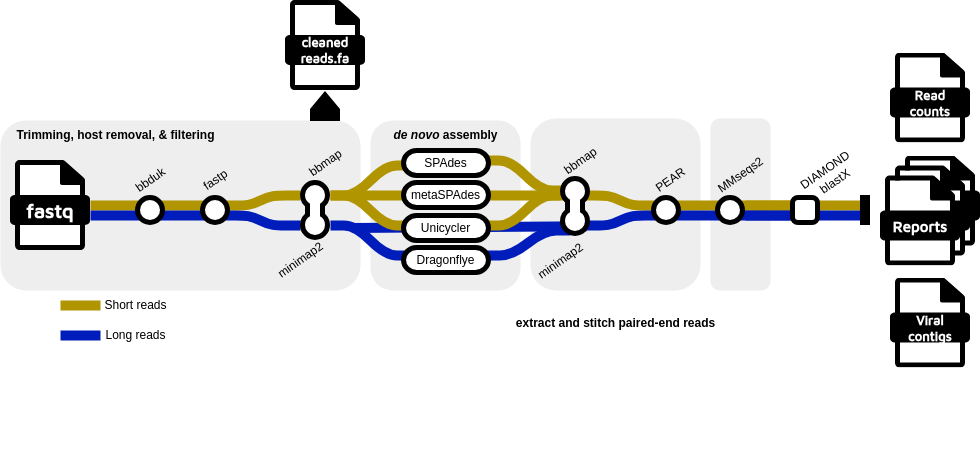 cleaned
reads.fa
Trimming, host removal, & filtering
de novo assembly
fastq
bbduk
fastp
bbmap
minimap2
SPAdes
metaSPAdes
Unicycler
Dragonflye
bbmap
minimap2
PEAR
MMseqs2
DIAMOND
blastX
Read
counts
Reports
Viral
contigs
Short reads
Long reads
extract and stitch paired-end reads